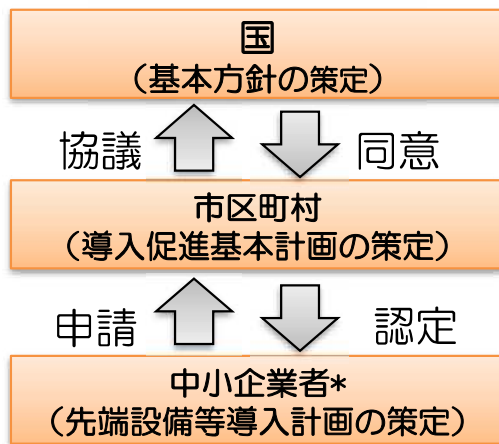 国
（基本方針の策定）
協議
同意
市区町村
（導入促進基本計画の策定）
申請
認定
中小企業者*
（先端設備等導入計画の策定）